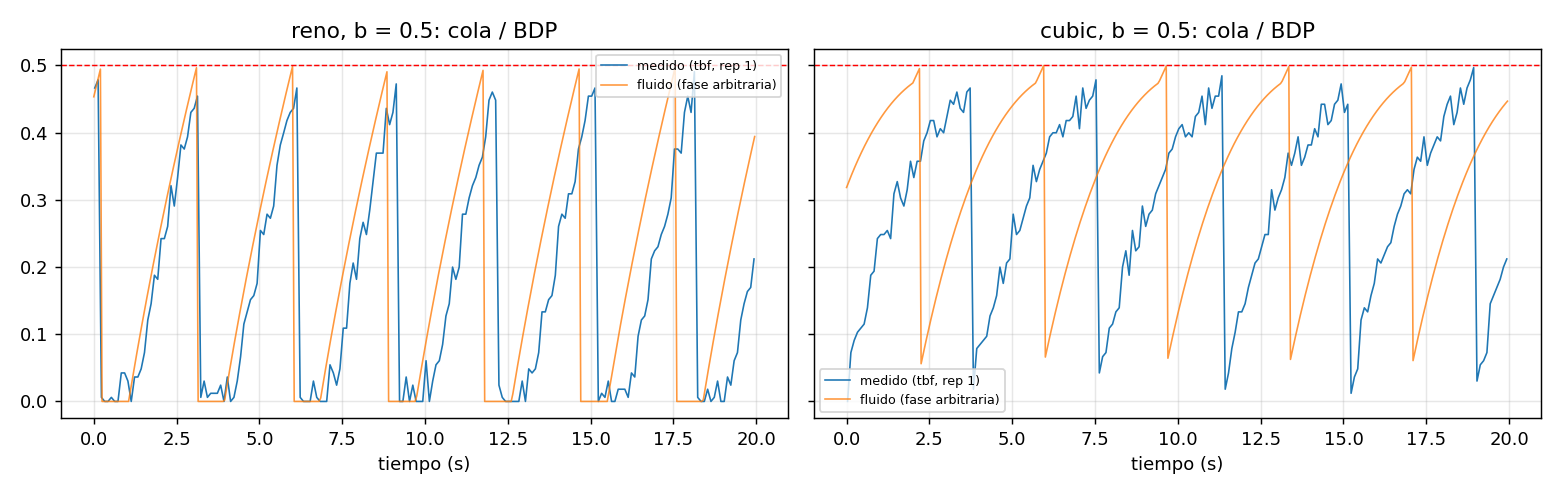 reno, b = 0.5: cola / BDP
medido (tbf, rep 1)
fluido (fase arbitraria)
0.5
0.4
0.3
0.2
0.1
0.0
0.0 2.5 5.0 7.5 10.0 12.5 15.0 17.5 20.0
tiempo (s)
cubic, b = 0.5: cola / BDP
medido (tbf, rep 1)
fluido (fase arbitraria)
0.0 2.5 5.0 7.5 10.0 12.5 15.0 17.5 20.0
tiempo (s)